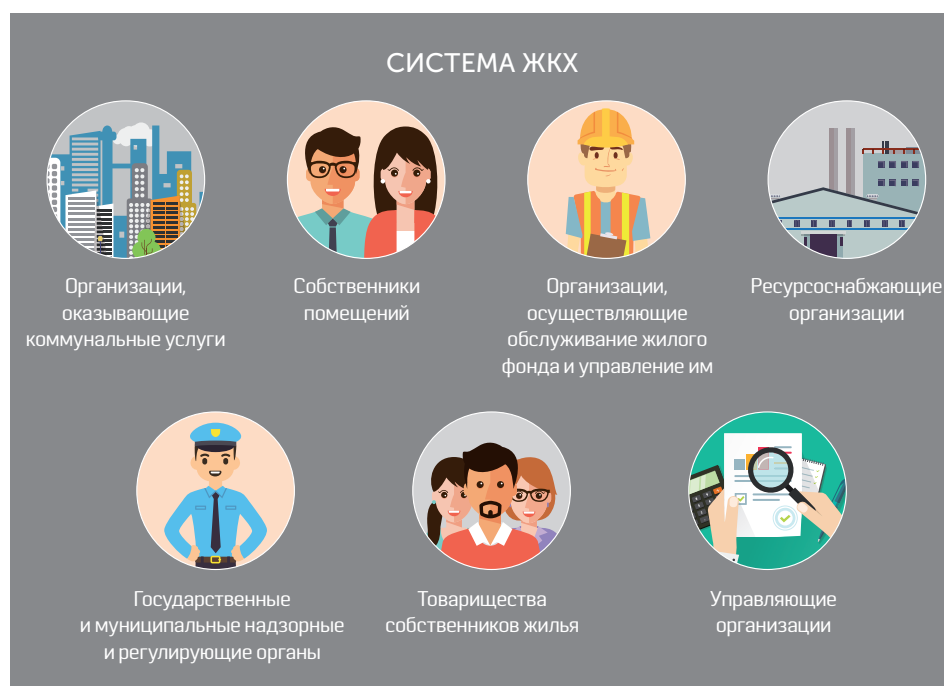 СИСТЕМА ЖКХ
Организации,
оказывающие
коммунальные услуги
Собственники
помещений
Организации,
осуществляющие
обслуживание жилого
фонда и управление им
Ресурсоснабжающие
организации
Государственные
и муниципальные надзорные
и регулирующие органы
Товарищества
собственников жилья
Управляющие
организации